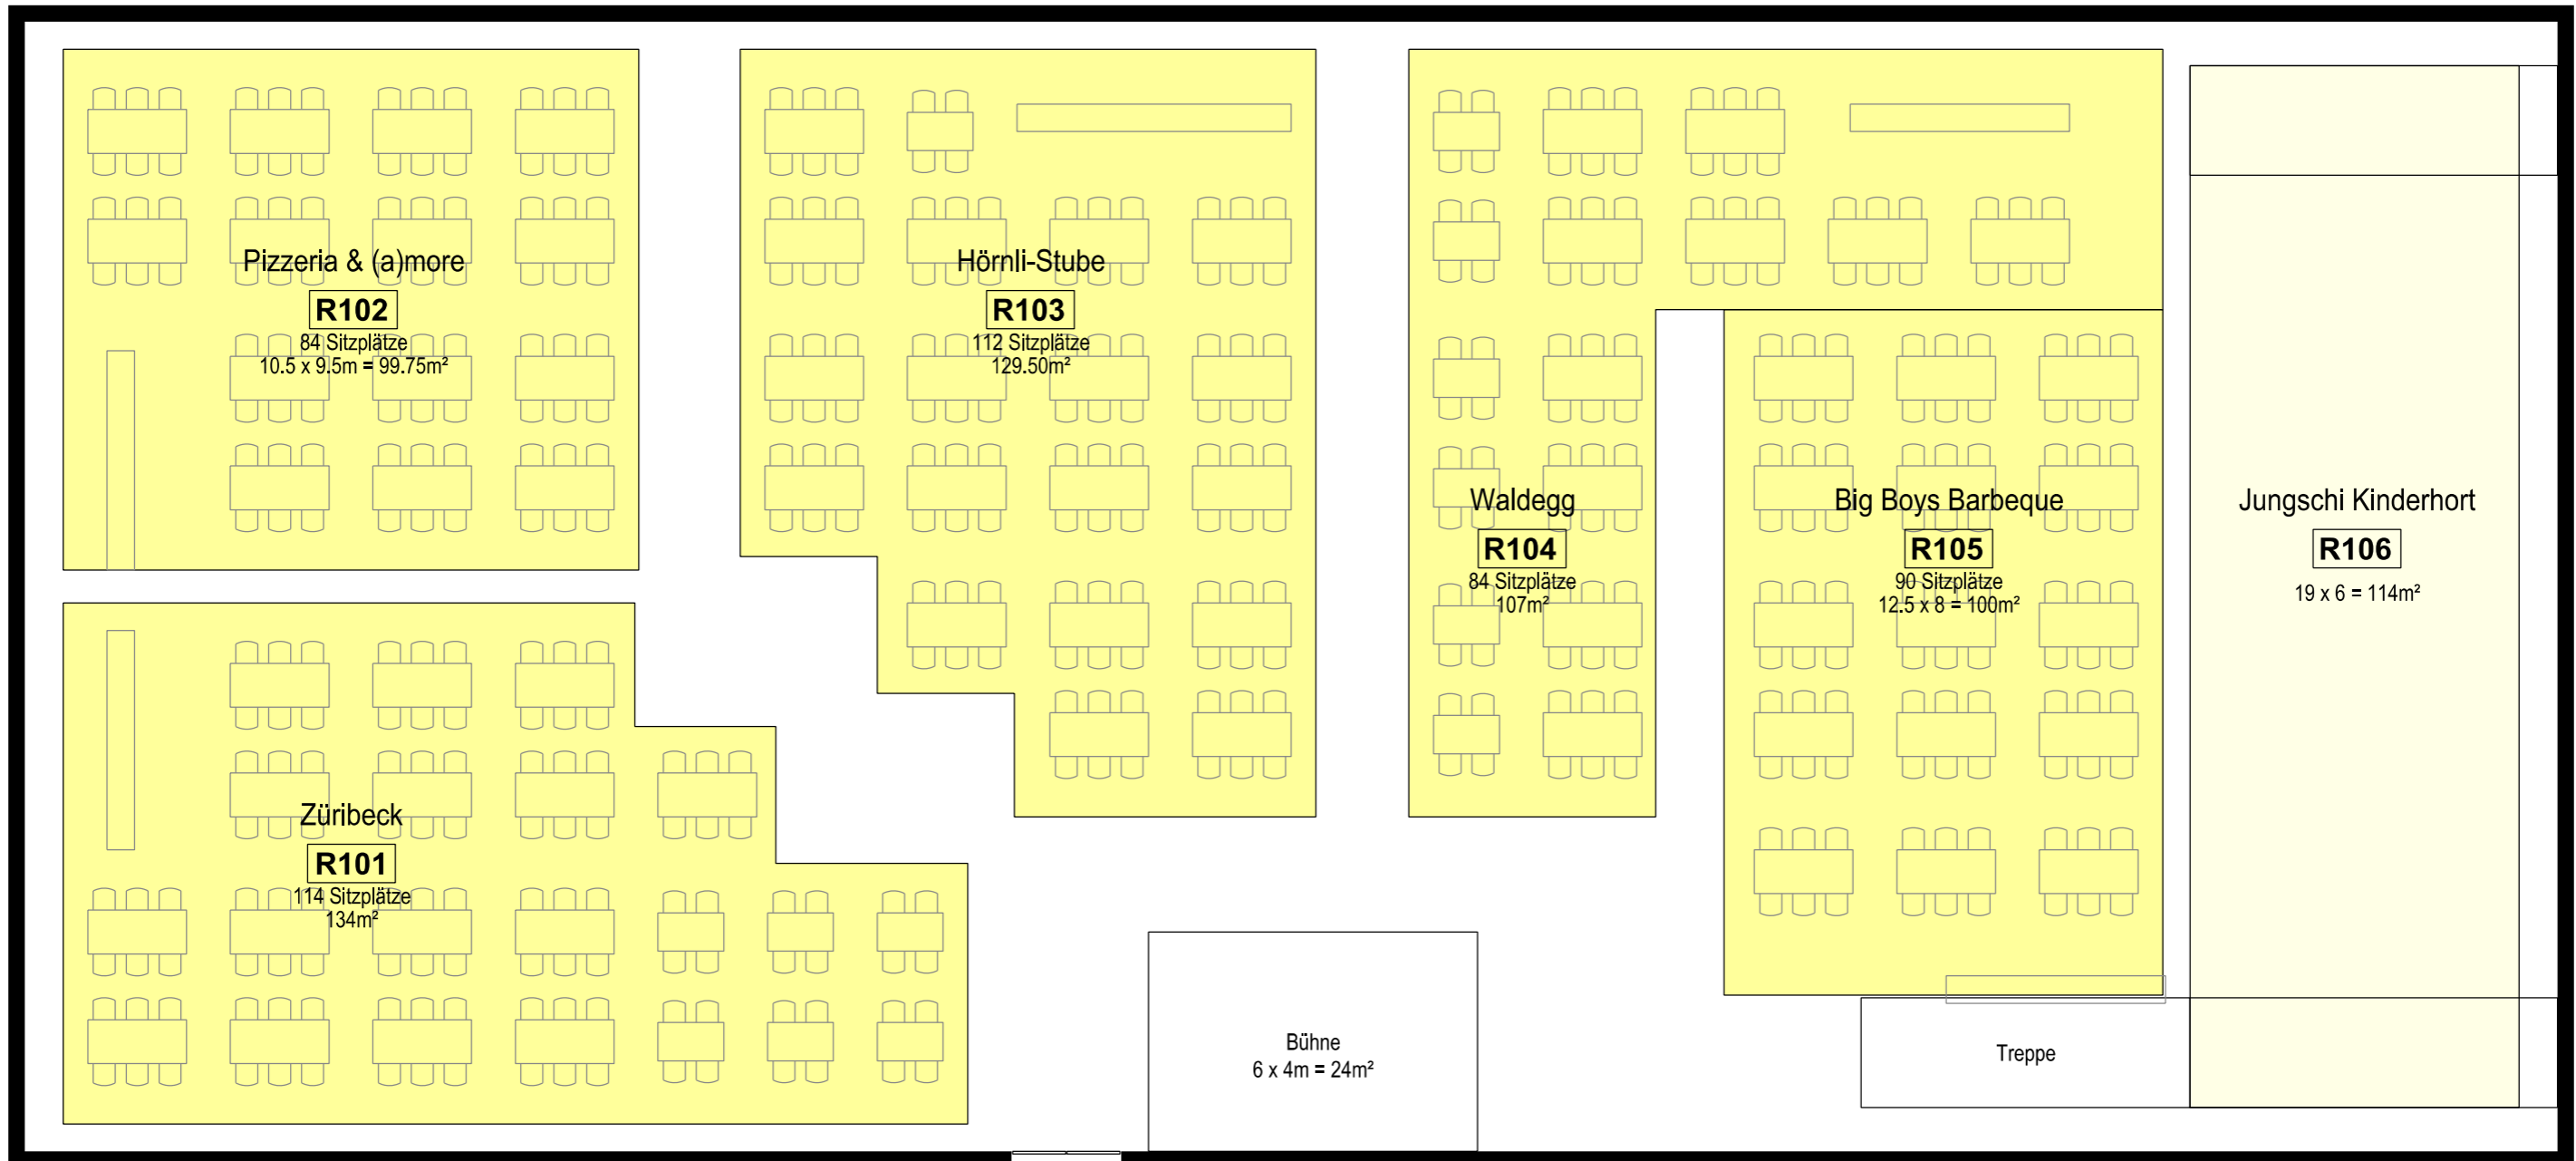 Pizzeria & (a)more
R102
84 Sitzplätze
10.5 x 9.5m = 99.75m²
Hörnli-Stube
R103
112 Sitzplätze
129.50m²
Waldegg
R104
84 Sitzplätze
107m²
Big Boys Barbeque
R105
90 Sitzplätze
12.5 x 8 = 100m²
Jungschi Kinderhort
R106
19 x 6 = 114m²
Züribeck
R101
114 Sitzplätze
134m²
Bühne
6 x 4m = 24m²
Treppe